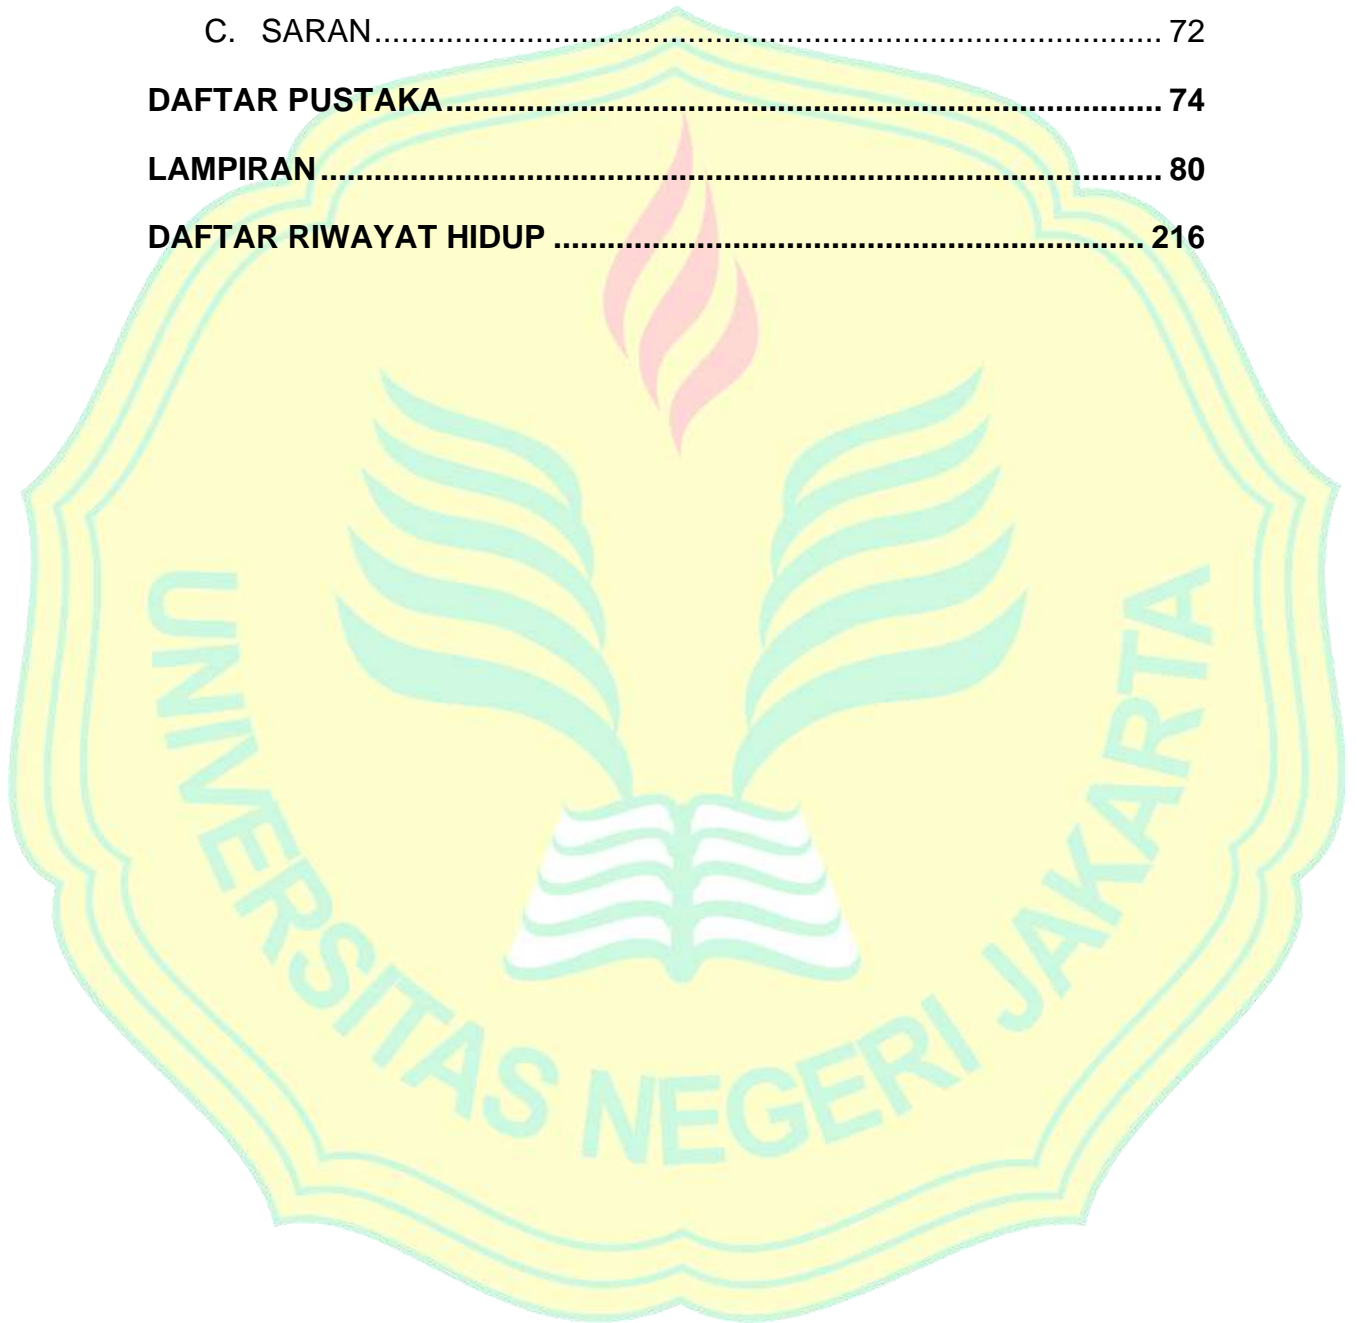 C. SARAN........................................................................................ 72
DAFTAR PUSTAKA................................................................................ 74
LAMPIRAN.............................................................................................. 80
DAFTAR RIWAYAT HIDUP .................................................................. 216
UNIVERSITAS NEGERI JAKARTA